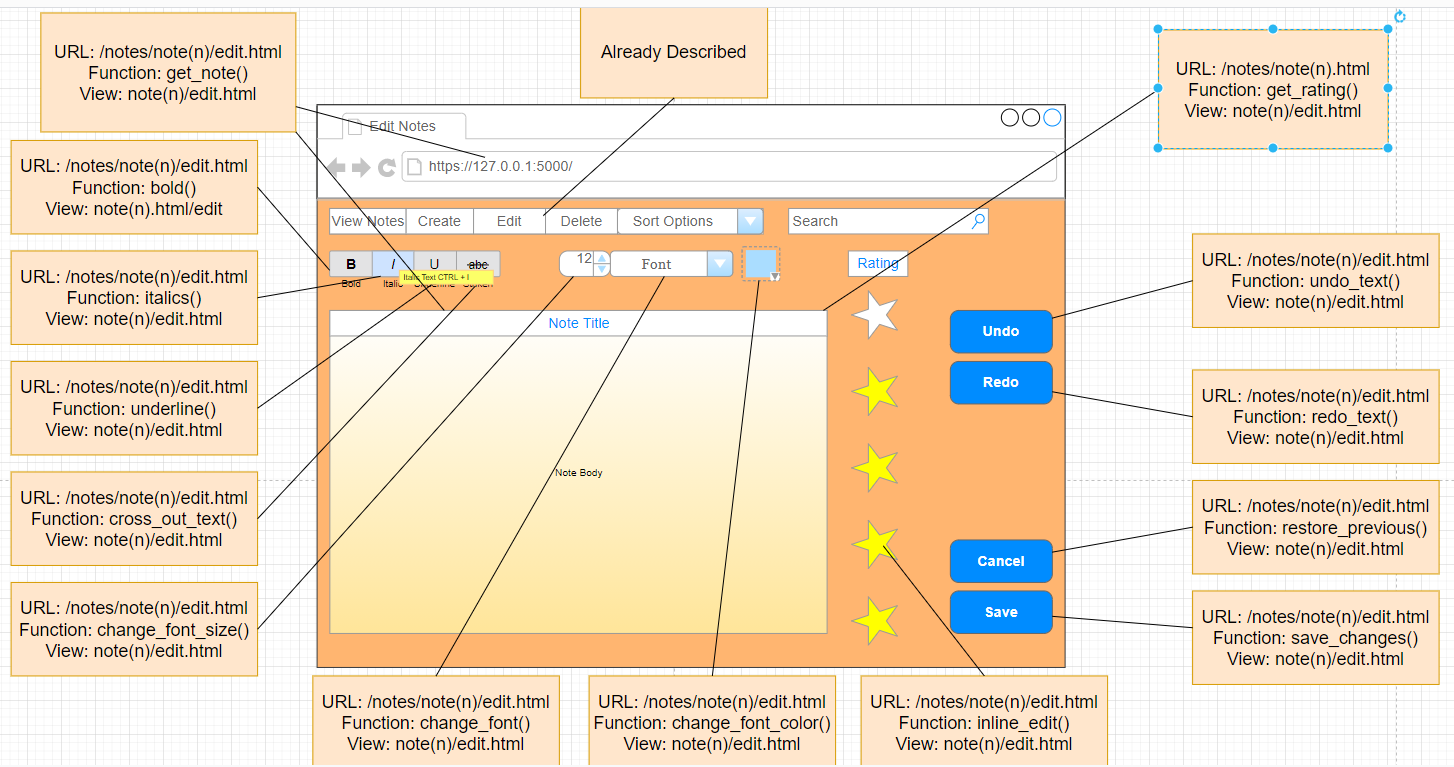 URL: /notes/note(n)/edit.html
Function: get_note()
View: note(n)/edit.html
Already Described
URL: /notes/note(n).html
Function: get_rating()
View: note(n)/edit.html
Edit Notes
https://127.0.0.1:5000/
URL: /notes/note(n)/edit.html
Function: bold()
View: note(n).html/edit
View Notes
Create
Edit
Delete
Sort Options
Search
B
I
U
abc
12
Font
Rating
Italic Text CTRL + I
Bold
Italic
URL: /notes/note(n)/edit.html
Function: italics()
View: note(n)/edit.html
URL: /notes/note(n)/edit.html
Function: undo_text()
View: note(n)/edit.html
Note Title
Undo
Redo
URL: /notes/note(n)/edit.html
Function: underline()
View: note(n)/edit.html
URL: /notes/note(n)/edit.html
Function: redo_text()
View: note(n)/edit.html
Note Body
URL: /notes/note(n)/edit.html
Function: cross_out_text()
View: note(n)/edit.html
URL: /notes/note(n)/edit.html
Function: restore_previous()
View: note(n)/edit.html
Cancel
Save
URL: /notes/note(n)/edit.html
Function: change_font_size()
View: note(n)/edit.html
URL: /notes/note(n)/edit.html
Function: save_changes()
View: note(n)/edit.html
URL: /notes/note(n)/edit.html
Function: change_font()
View: note(n)/edit.html
URL: /notes/note(n)/edit.html
Function: change_font_color()
View: note(n)/edit.html
URL: /notes/note(n)/edit.html
Function: inline_edit()
View: note(n)/edit.html